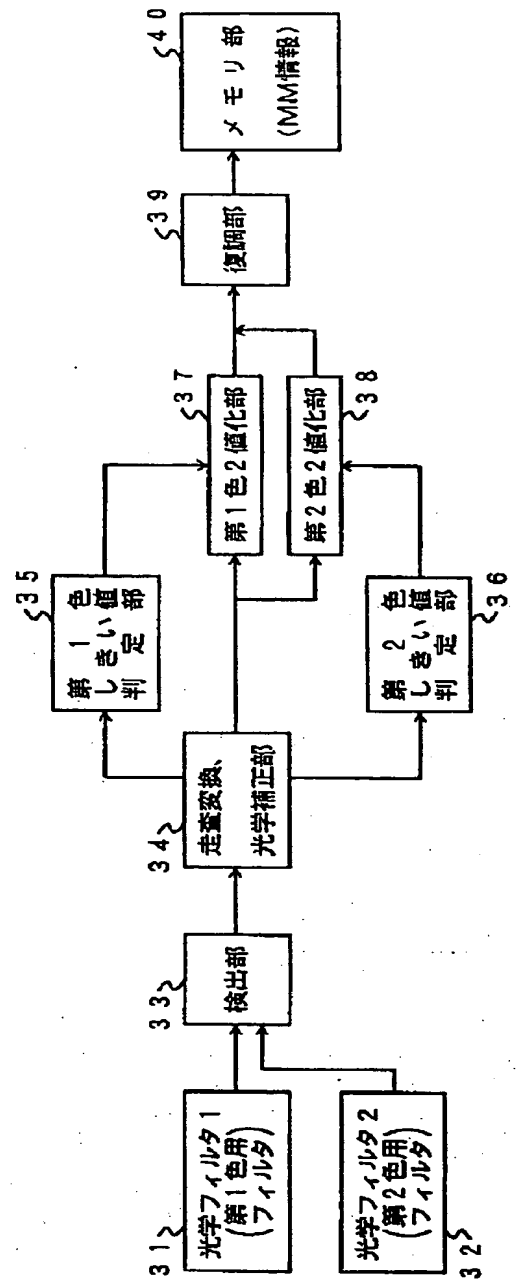 31
光学フィルタ1
(第1色用
フィルタ)
32
光学フィルタ2
(第2色用
フィルタ)
33
検出部
34
走査変換、
光学補正部
35
第1色
しきい値
判定部
36
第2色
しきい値
判定部
37
第1色2値化部
38
第2色2値化部
39
復調部
40
メモリ部
(MM情報)